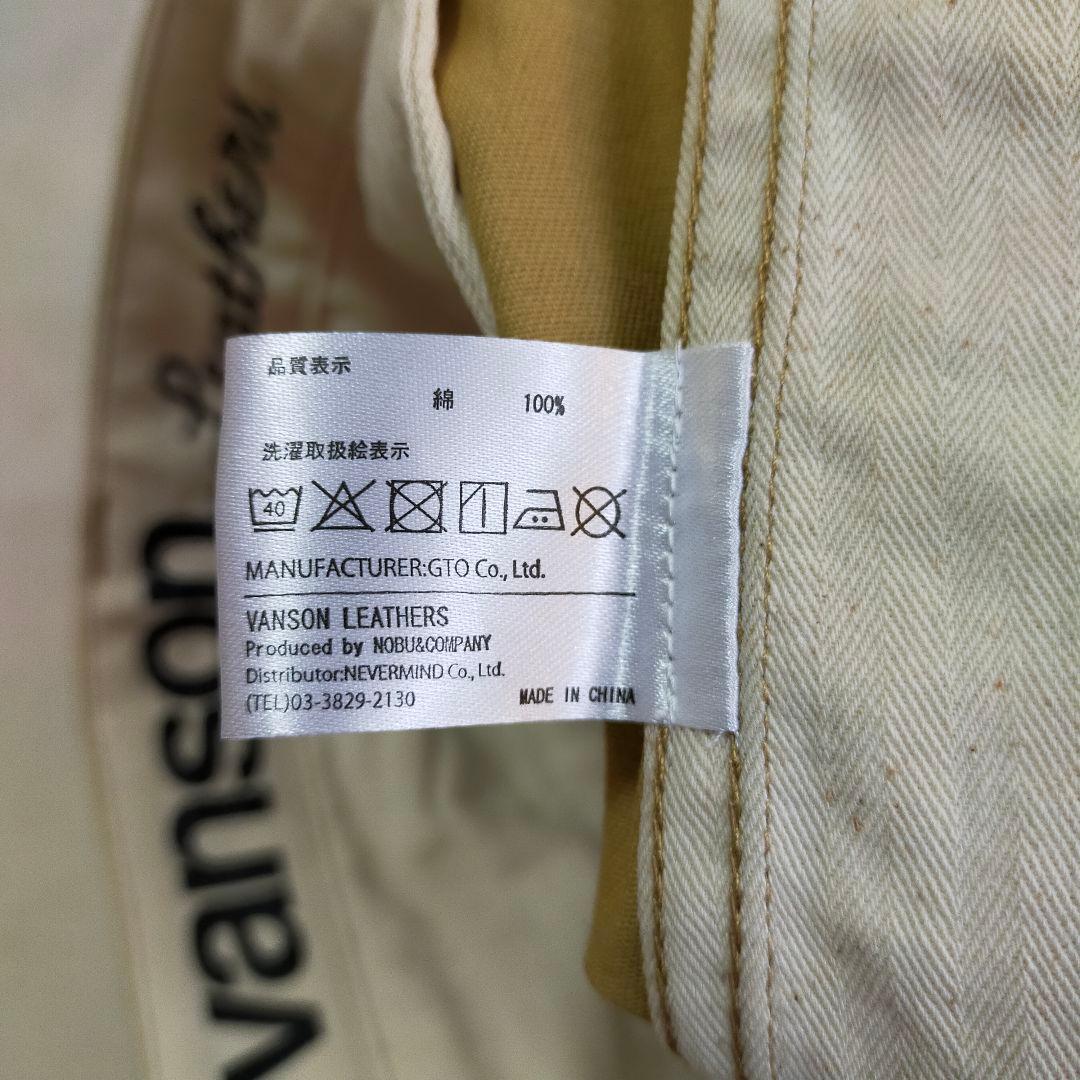 品質表示
綿 100%
洗濯取扱絵表示
40
MANUFACTURER:GTO Co., Ltd.
VANSON LEATHERS
Produced by NOBU&COMPANY
Distributor:NEVERMIND Co., Ltd.
(TEL)03-3829-2130 MADE IN CHINA
vanson
Leathers